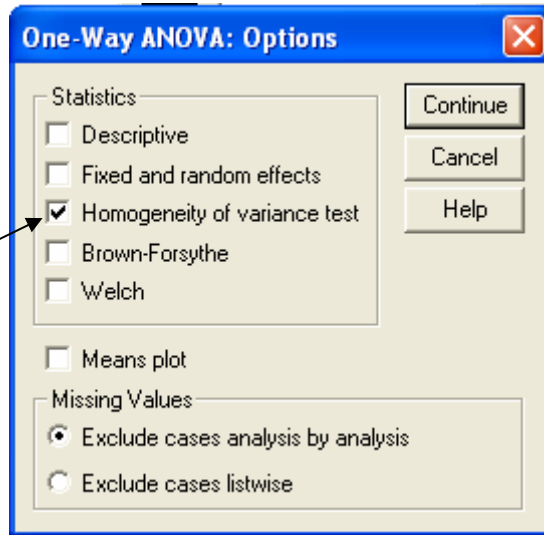 One-Way ANOVA: Options
Statistics
Descriptive
Fixed and random effects
Homogeneity of variance test
Brown-Forsythe
Welch
Continue
Cancel
Help
Means plot
Missing Values
Exclude cases analysis by analysis
Exclude cases listwise